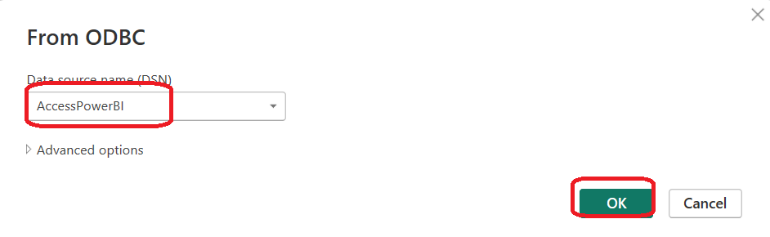 From ODBC
Data source name (DSN)
AccessPowerBI
Advanced options
OK
Cancel